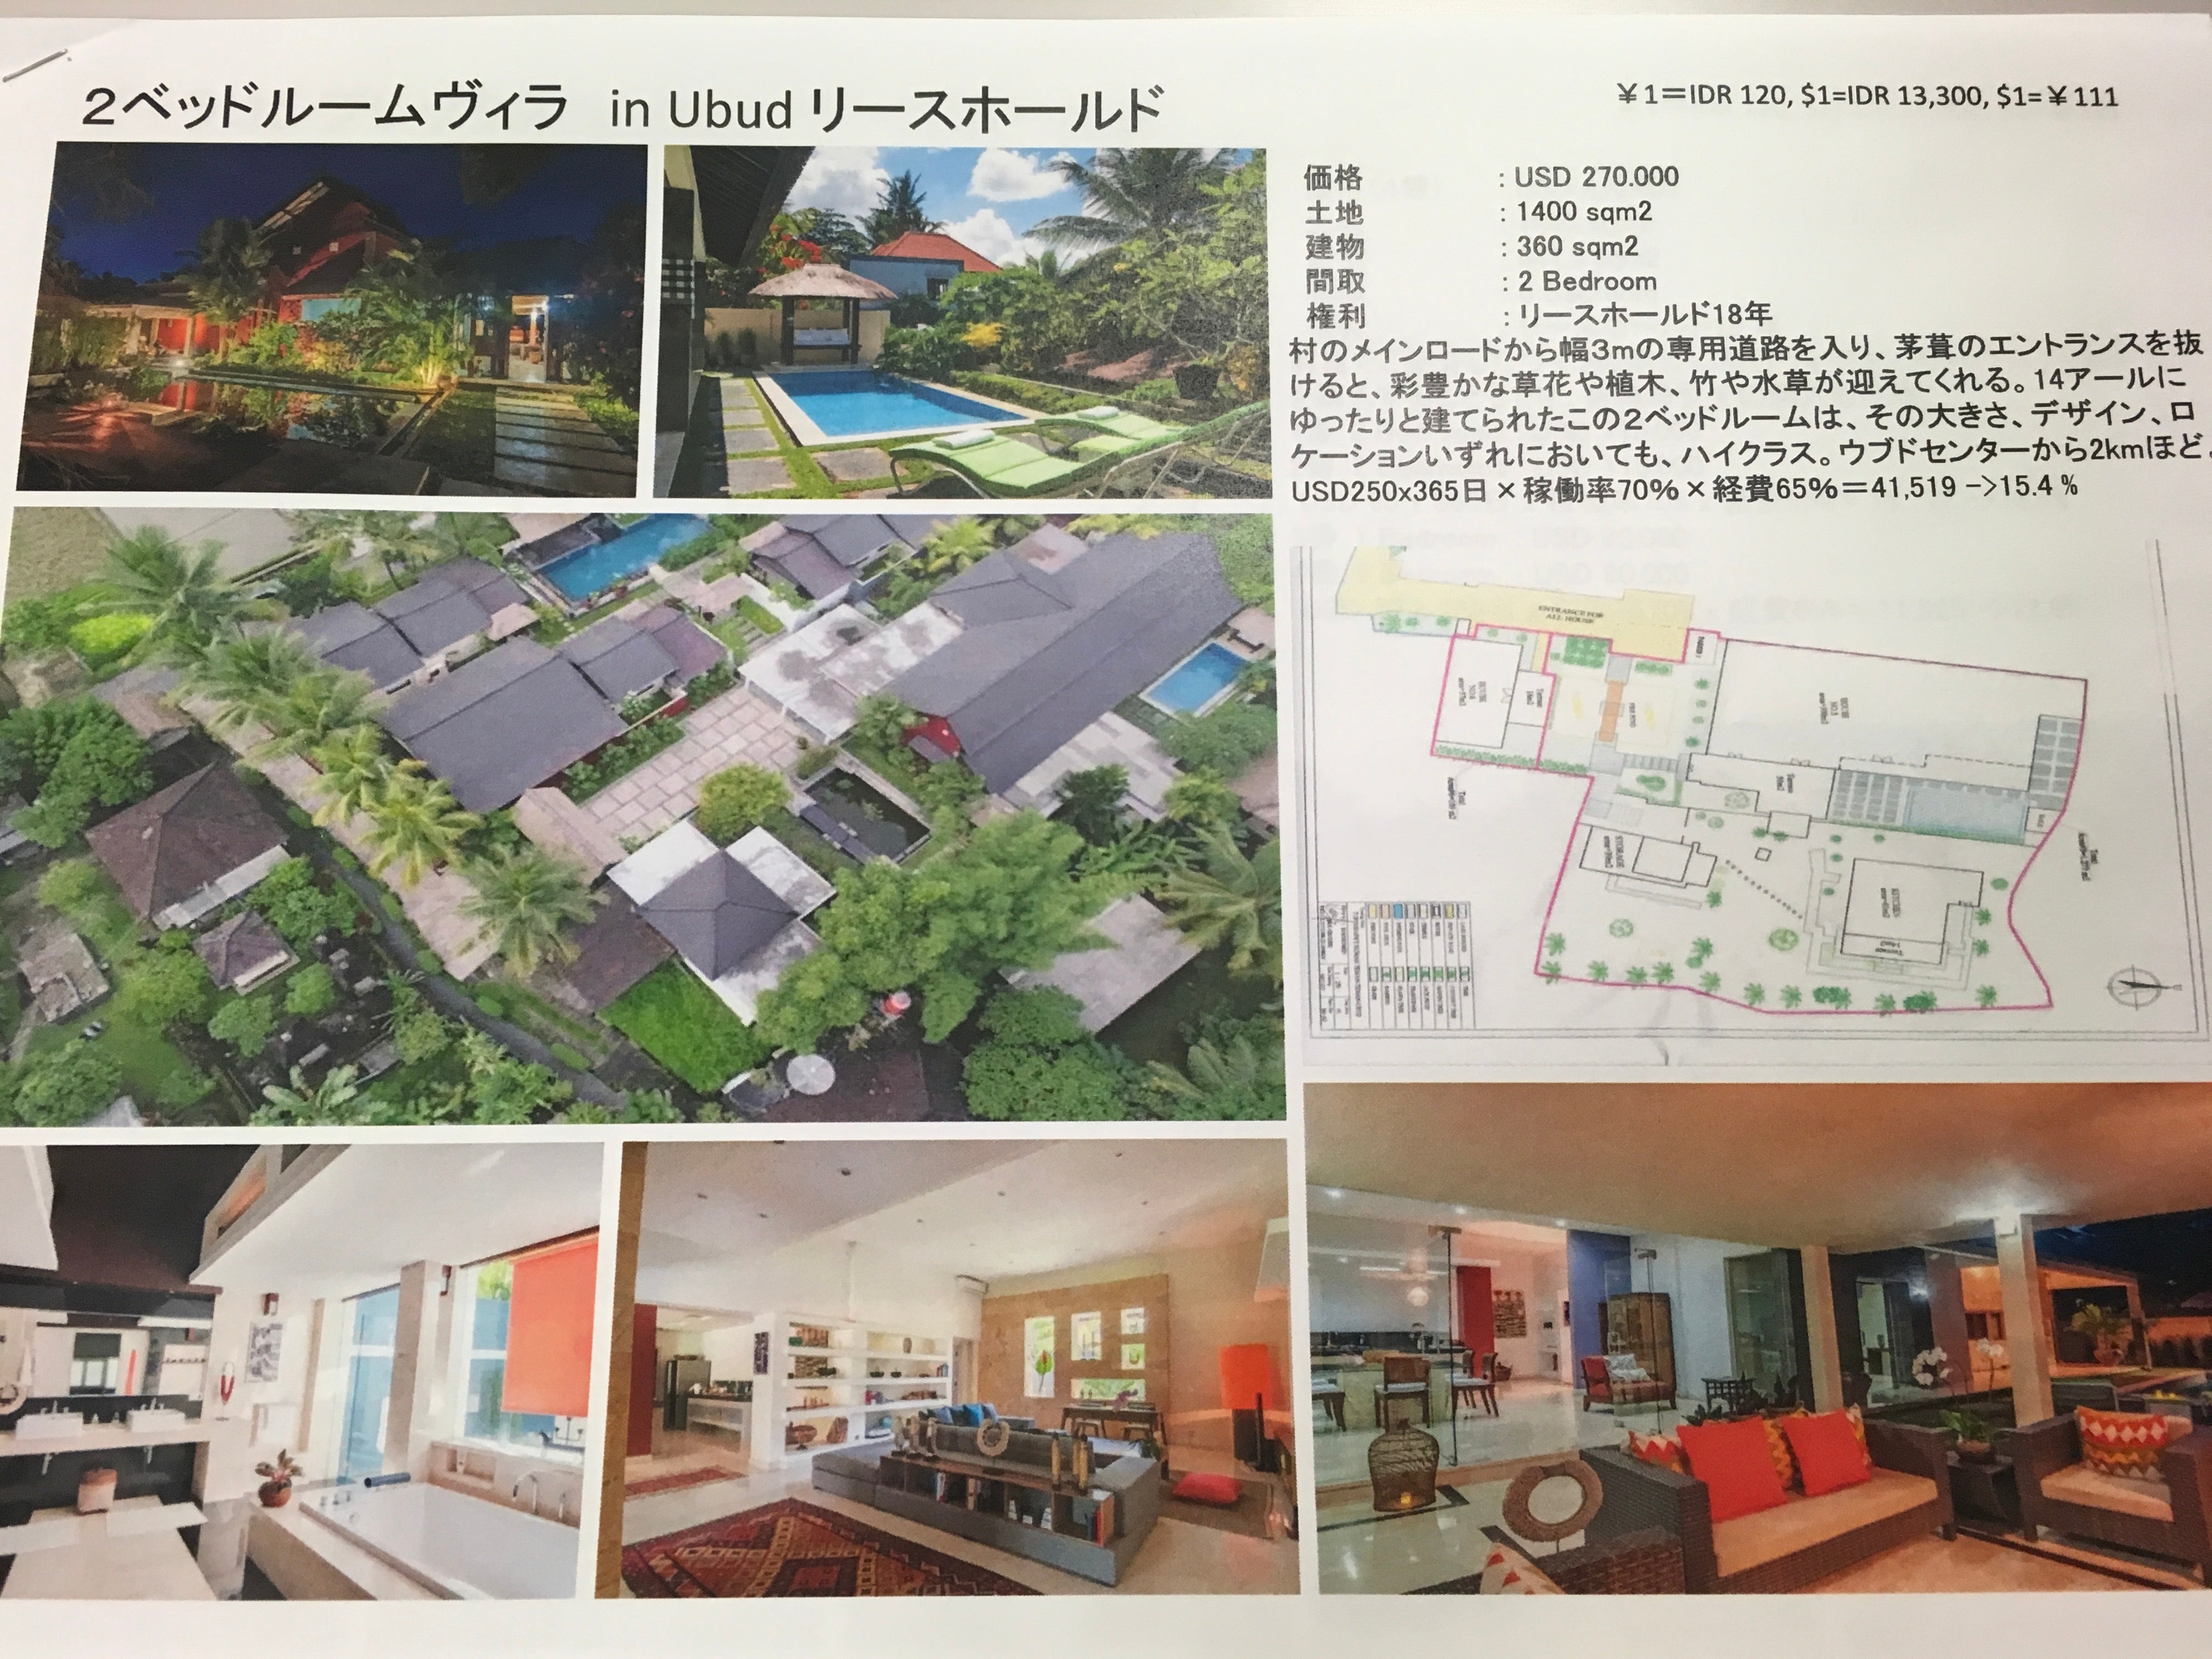 ２ベッドルームヴィラ in Ubud リースホールド
￥1＝IDR 120, $1=IDR 13,300, $1=￥111
価格 : USD 270.000
土地 : 1400 sqm2
建物 : 360 sqm2
間取 : 2 Bedroom
権利 : リースホールド18年
村のメインロードから幅3mの専用道路を入り、茅葺のエントランスを抜
けると、彩豊かな草花や植木、竹や水草が迎えてくれる。14アールに
ゆったりと建てられたこの２ベッドルームは、その大きさ、デザイン、ロ
ケーションいずれにおいても、ハイクラス。ウブドセンターから2kmほど。
USD250x365日×稼働率70％×経費65％＝41,519 ->15.4％
ENTRANCE FOR
ALL HOUSE